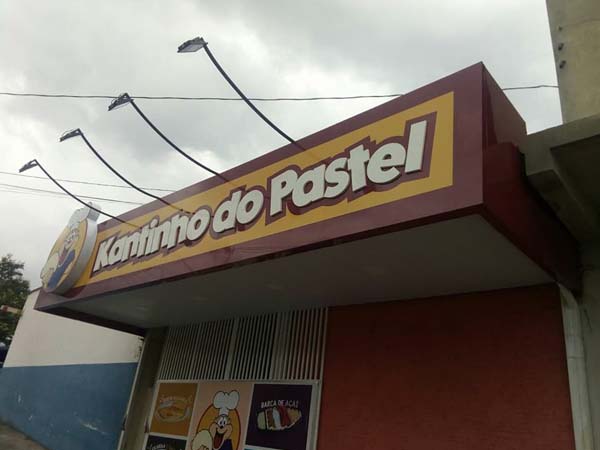 Kantinho do Pastel
BARCA DE AÇAÍ